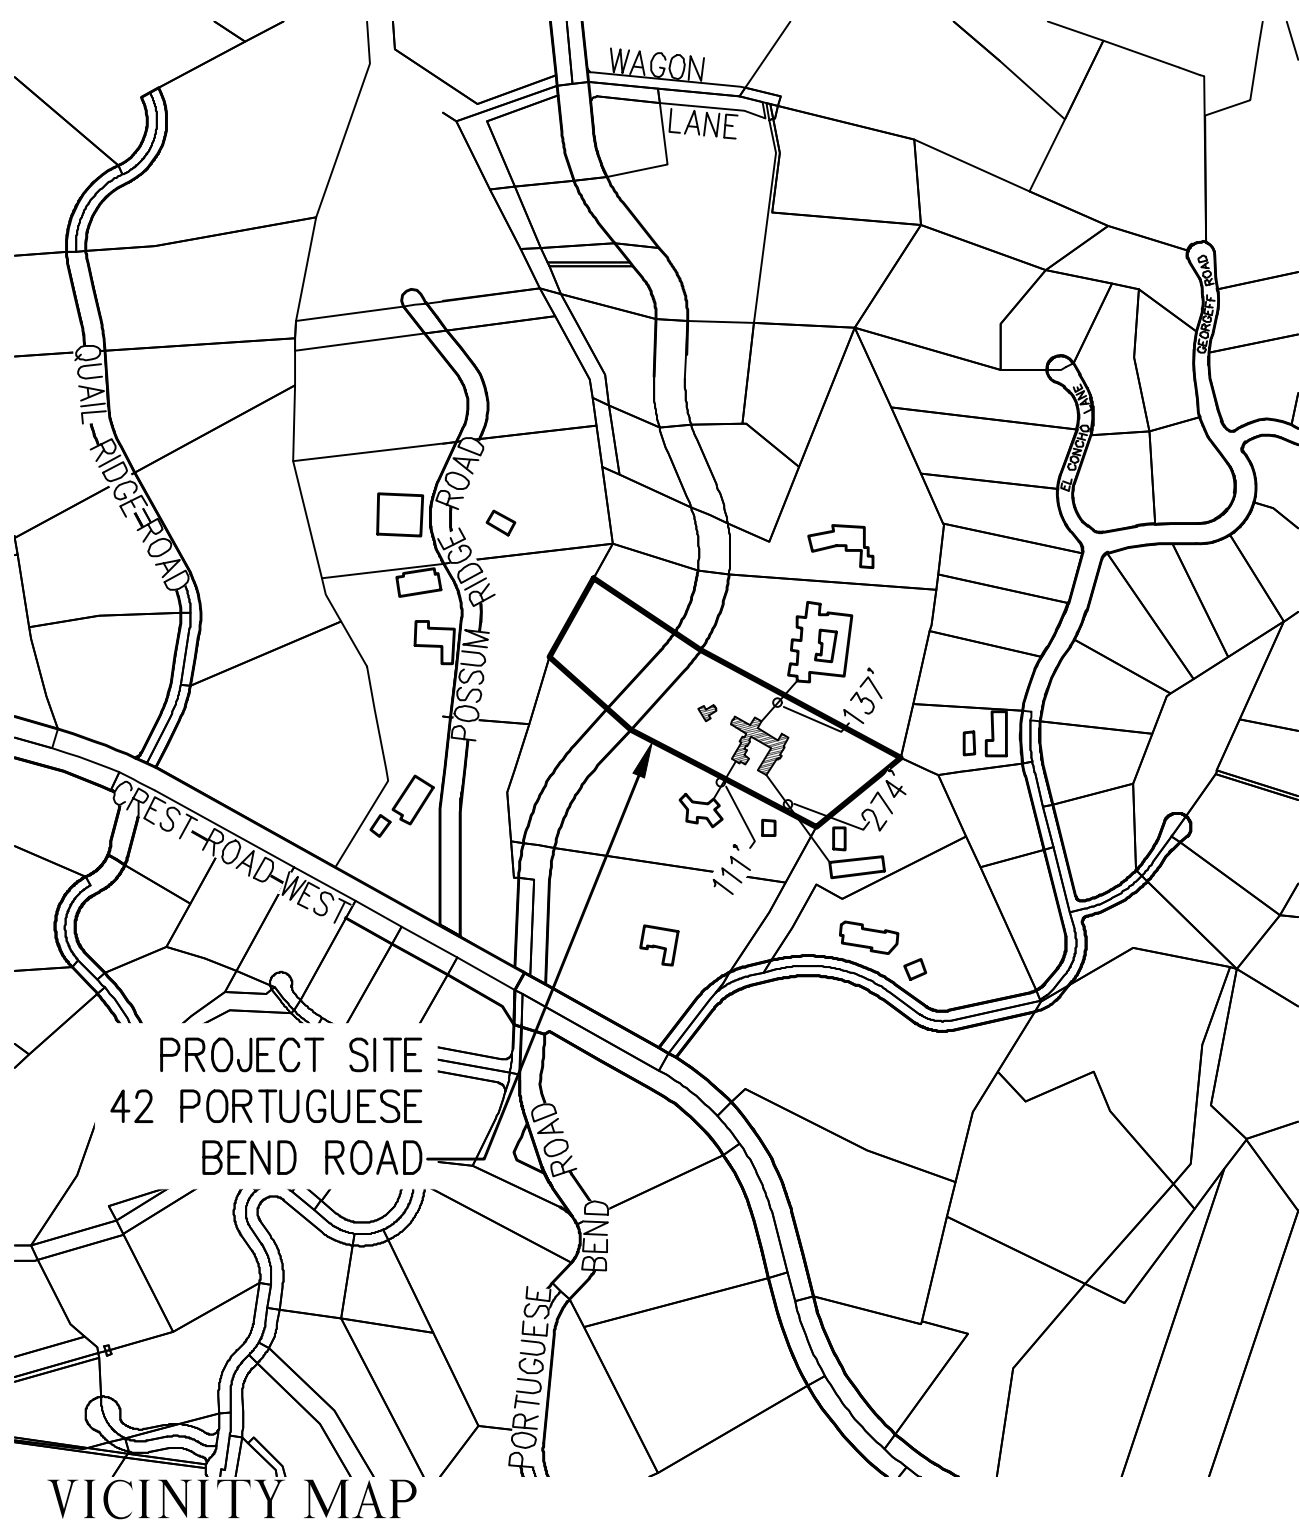 WAGON
LANE
GEORGEFF ROAD
EL CONCHO LANE
QUAIL RIDGE ROAD
POSSUM RIDGE ROAD
137'
274'
111'
CREST ROAD WEST
PROJECT SITE
42 PORTUGUESE
BEND ROAD
PORTUGUESE BEND ROAD
VICINITY MAP